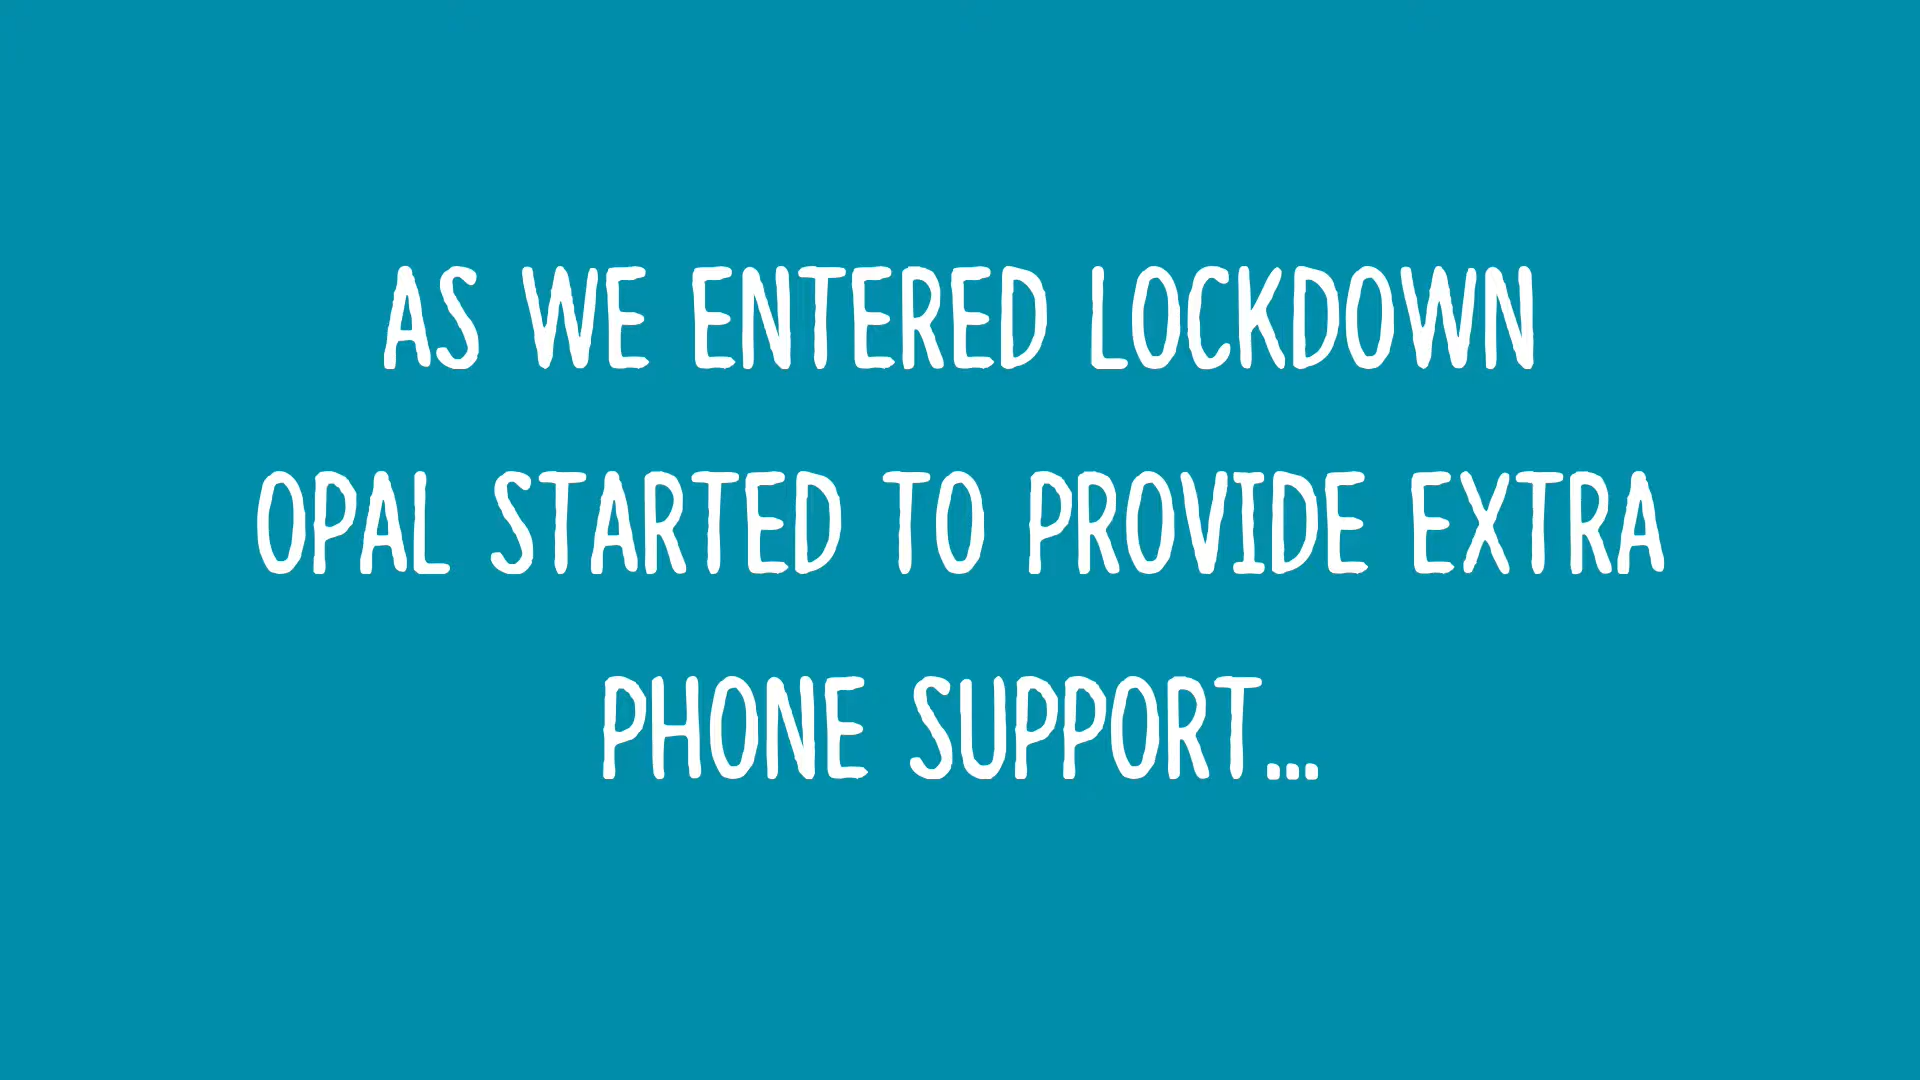 AS WE ENTERED LOCKDOWN
OPAL STARTED TO PROVIDE EXTRA
PHONE SUPPORT...